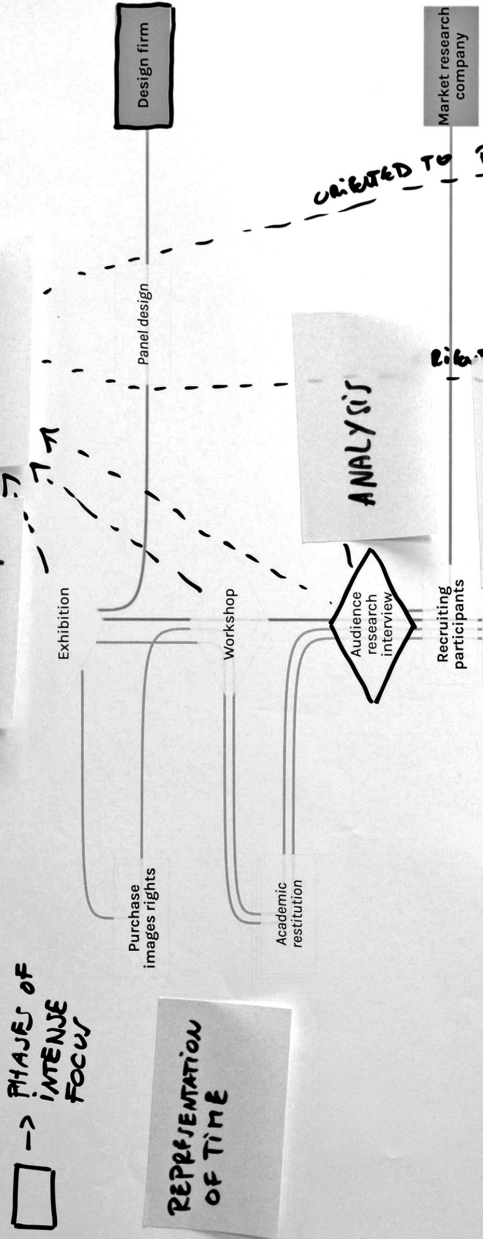 Design firm
Market research
company
ORIENTED TO
Panel design
ANALYSIS
Exhibition
Workshop
Audience
research
interview
Recruiting
participants
Purchase
images rights
Academic
restitution
-> PHASES OF
INTENSE
FOCUS
REPRESENTATION
OF TIME